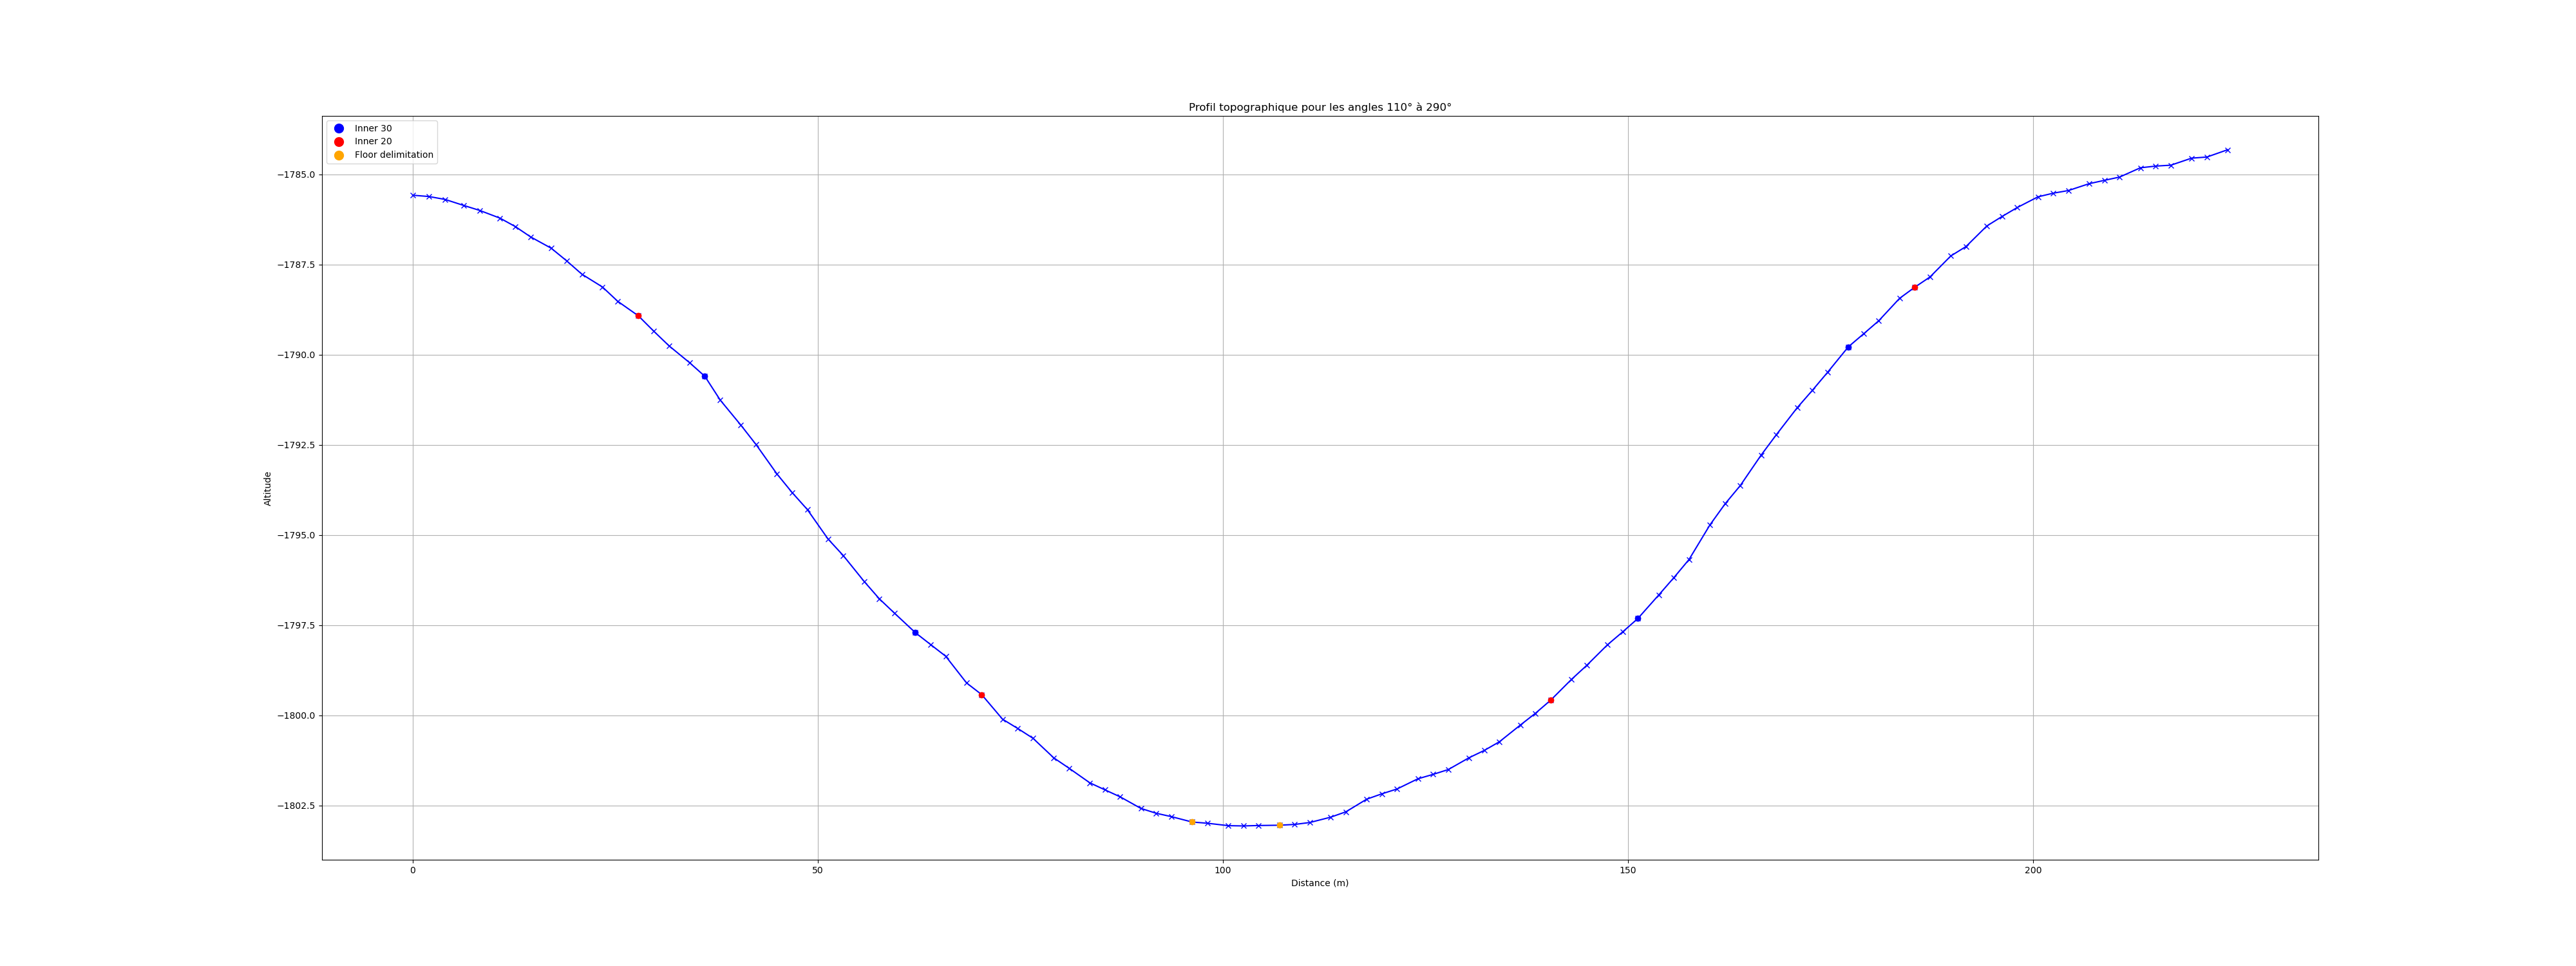 Profil topographique pour les angles 110° à 290°
Inner 30
Inner 20
Floor delimitation
−1785.0
−1787.5
−1790.0
−1792.5
−1795.0
−1797.5
−1800.0
−1802.5
Altitude
0 50 100 150 200
Distance (m)